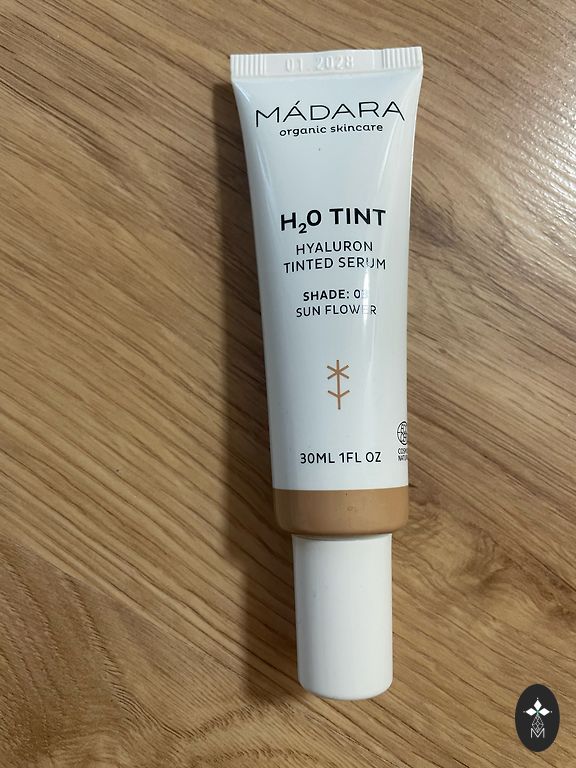 01.2028
MÁDARA
organic skincare
H₂O TINT
HYALURON
TINTED SERUM
SHADE:
SUN FLOWER
30ML 1FL OZ
M